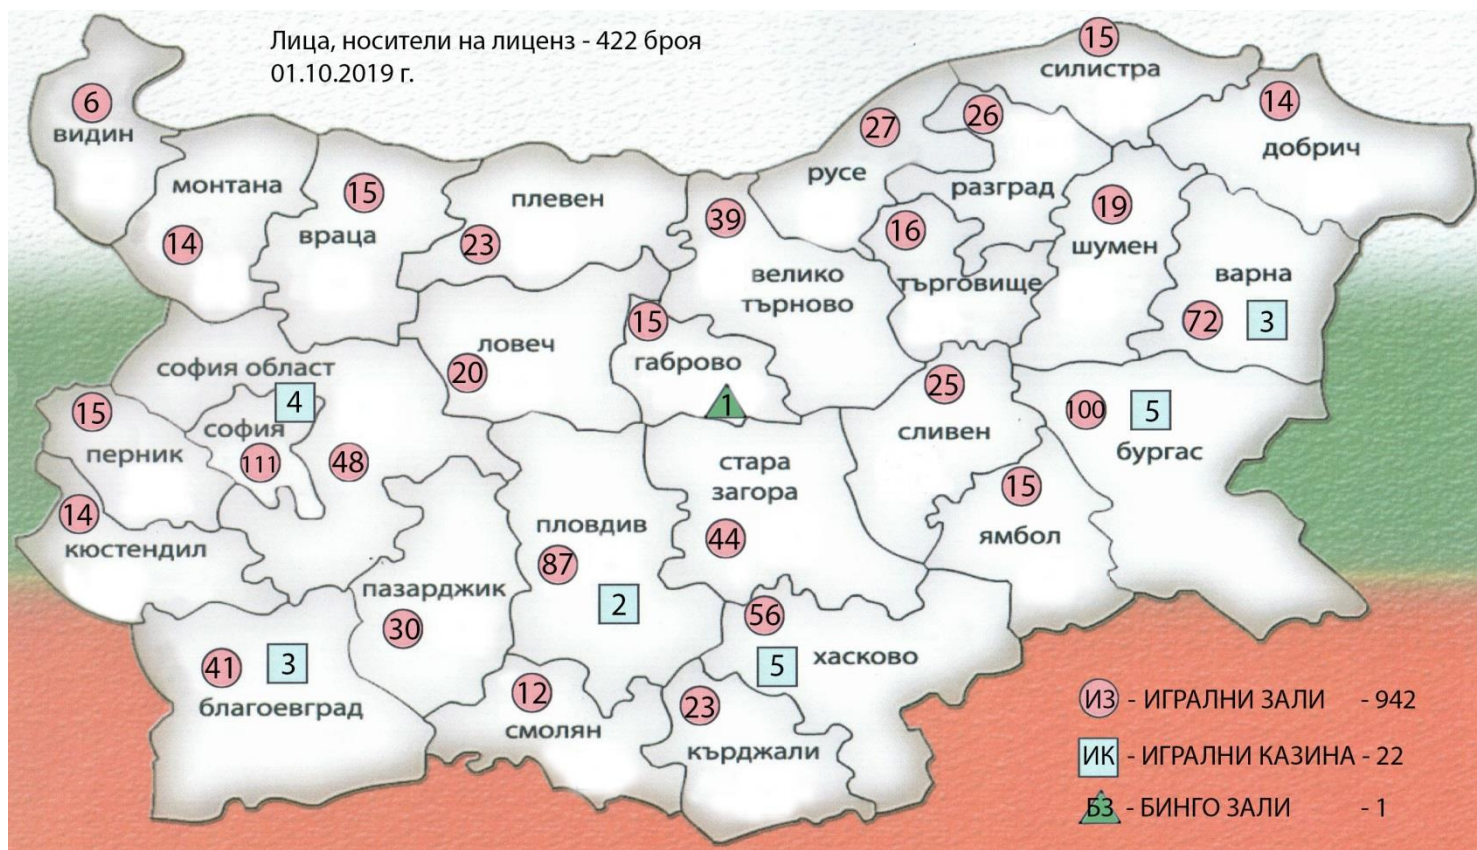 Лица, носители на лиценз - 422 броя
01.10.2019 г.
15
СИЛИСТРА
6
ВИДИН
14
ДОБРИЧ
27
РУСЕ
26
РАЗГРАД
МОНТАНА
14
15
ВРАЦА
ПЛЕВЕН
23
39
ВЕЛИКО
ТЪРНОВО
16
ТЪРГОВИЩЕ
19
ШУМЕН
ВАРНА
72
3
СОФИЯ ОБЛАСТ
48
4
СОФИЯ
111
ЛОВЕЧ
20
15
ГАБРОВО
1
25
СЛИВЕН
100
5
БУРГАС
15
ПЕРНИК
14
КЮСТЕНДИЛ
СТАРА
ЗАГОРА
44
15
ЯМБОЛ
ПЛОВДИВ
87
2
ПАЗАРДЖИК
30
56
5
ХАСКОВО
41
3
БЛАГОЕВГРАД
12
СМОЛЯН
23
КЪРДЖАЛИ
ИЗ - ИГРАЛНИ ЗАЛИ - 942
ИК - ИГРАЛНИ КАЗИНА - 22
БЗ - БИНГО ЗАЛИ - 1